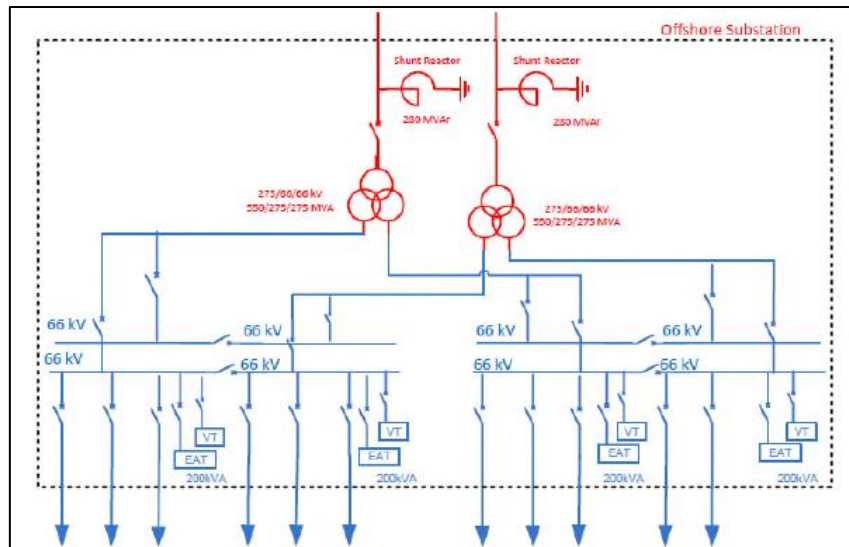 Offshore Substation
Shunt Reactor
Shunt Reactor
280 MVAr
280 MVAr
275/66/66 kV
550/275/275 MVA
275/66/66 kV
550/275/275 MVA
66 kV
66 kV
66 kV
66 kV
66 kV
66 kV
66 kV
66 kV
VT
VT
VT
VT
EAT
EAT
EAT
EAT
200kVA
200kVA
200kVA
200kVA